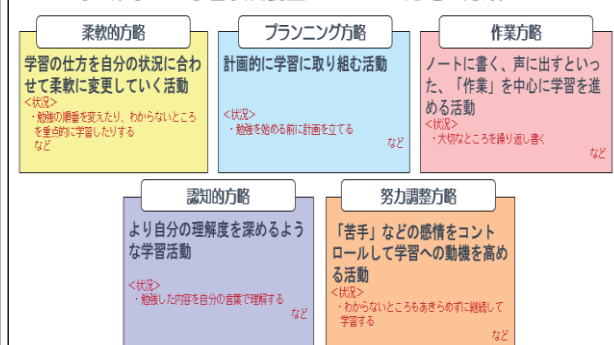 柔軟的方略
学習の仕方を自分の状況に合わ
せて柔軟に変更していく活動
<状況>
・勉強の順番を変えたり、わからないところ
を重点的に学習したりする
など
プランニング方略
計画的に学習に取り組む活動
<状況>
・勉強を始める前に計画を立てる
など
作業方略
ノートに書く、声に出すといっ
た、「作業」を中心に学習を進
める活動
<状況>
・大切なところを繰り返し書く
など
認知的方略
より自分の理解度を深めるよう
な学習活動
<状況>
・勉強した内容を自分の言葉で理解する
など
努力調整方略
「苦手」などの感情をコント
ロールして学習への動機を高め
る活動
<状況>
・わからないところもあきらめずに継続して
学習する
など